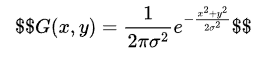 $$G(x, y) = \frac{1}{2\pi\sigma^2} e^{-\frac{x^2+y^2}{2\sigma^2}}$$